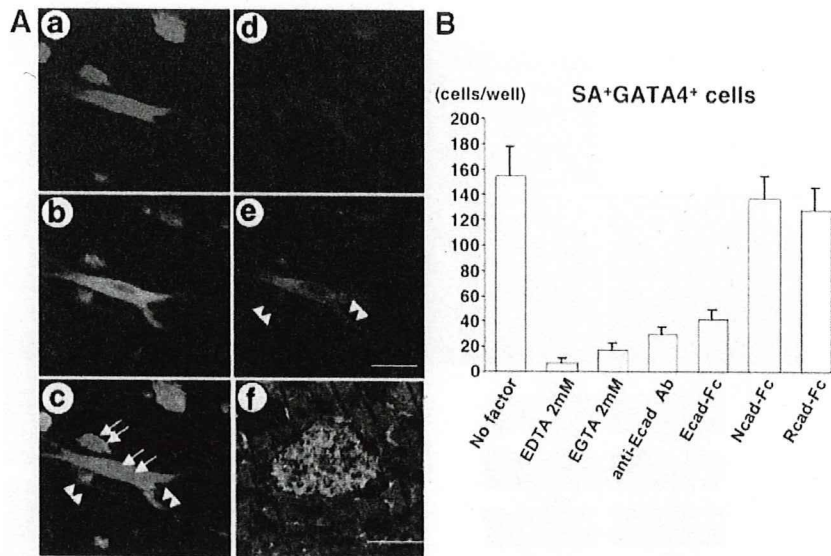 A
a
d
b
e
c
f
B
(cells/well)
SA⁺GATA4⁺ cells
200
180
160
140
120
100
80
60
40
20
0
No factor
EDTA 2mM
EGTA 2mM
anti-Ecad Ab
Ecad-Fc
Ncad-Fc
Rcad-Fc